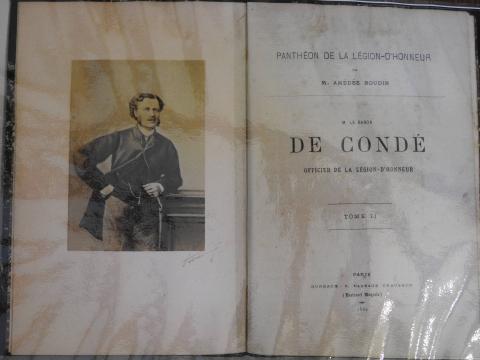 PANTHÉON DE LA LÉGION-D'HONNEUR
PAR
M. AMÉDÉE BOUDIN
M. LE BARON
DE CONDÉ
OFFICIER DE LA LÉGION-D'HONNEUR
TOME II
PARIS
(Boulevard